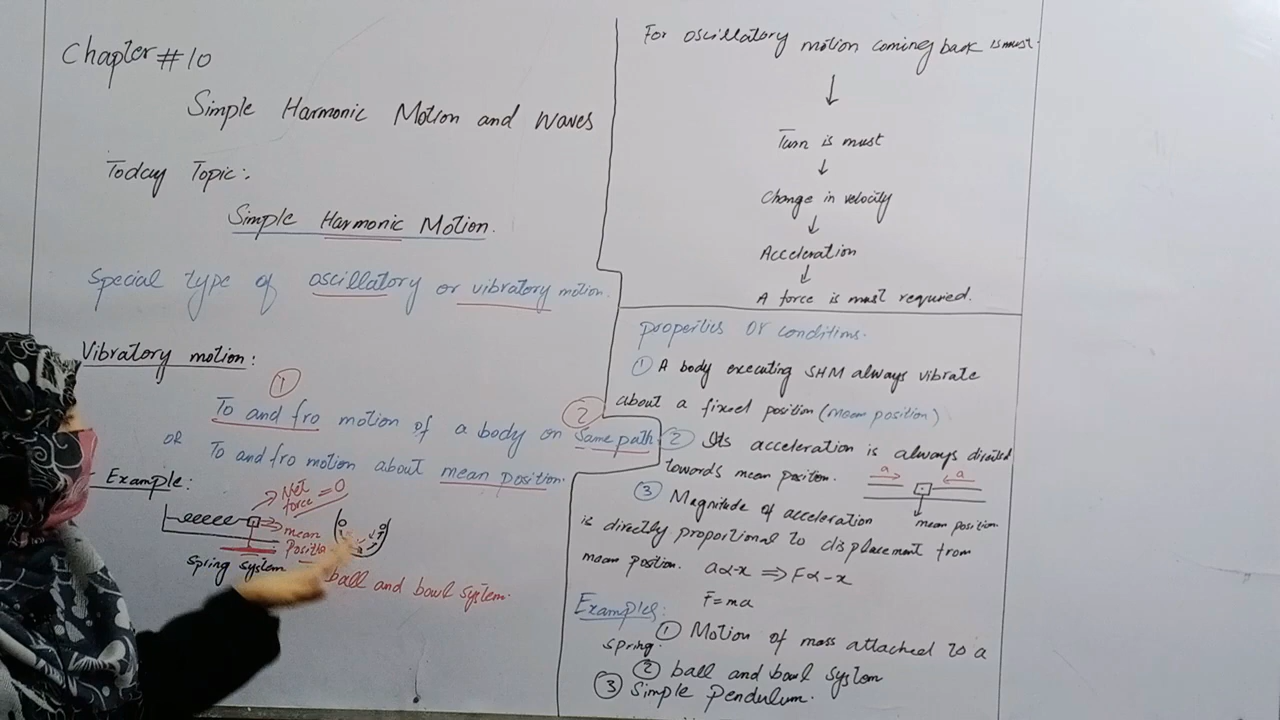 Chapter #10
Simple Harmonic Motion and Waves
Today Topic:
Simple Harmonic Motion.
Special type of oscillatory or vibratory motion.
Vibratory motion:
①
To and fro motion of a body on same path
②
OR To and fro motion about mean position.
Example:
Net
force = 0
mean
Position
Spring System
ball and bowl system.
For oscillatory motion coming back is must.
↓
Turn is must
↓
Change in velocity
↓
Acceleration
↓
A force is must required.
properties Or conditions.
① A body executing SHM always vibrate
about a fixed position (mean position)
② Its acceleration is always directed
towards mean position.
a a
mean position.
③ Magnitude of acceleration
is directly proportional to displacement from
mean postion. a α -x ⇒ F α -x
F = ma
Examples:
① Motion of mass attached to a
spring.
② ball and bowl System
③ Simple pendulum.